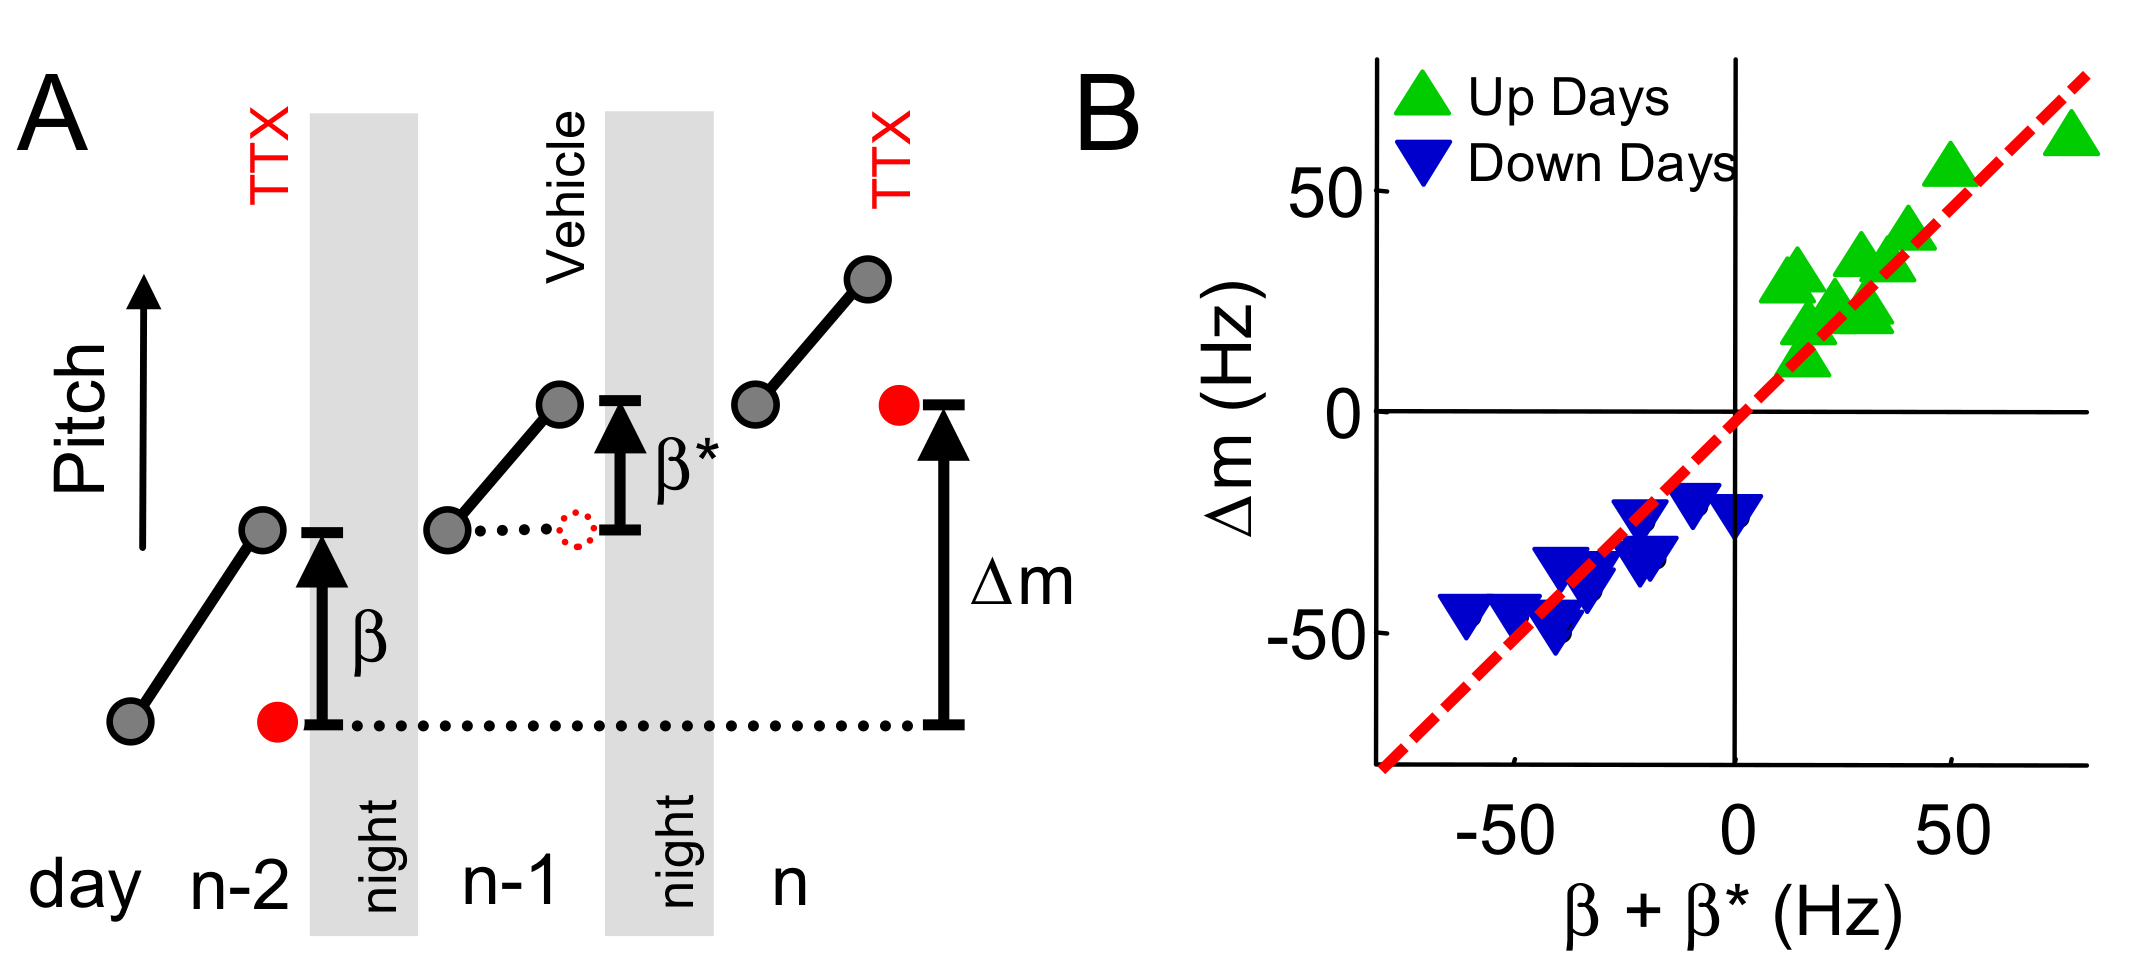 A
TTX
Vehicle
TTX
Pitch
β
β*
Δm
night
night
day n-2 n-1 n
B
Up Days
Down Days
50
0
-50
Δm (Hz)
-50 0 50
β + β* (Hz)